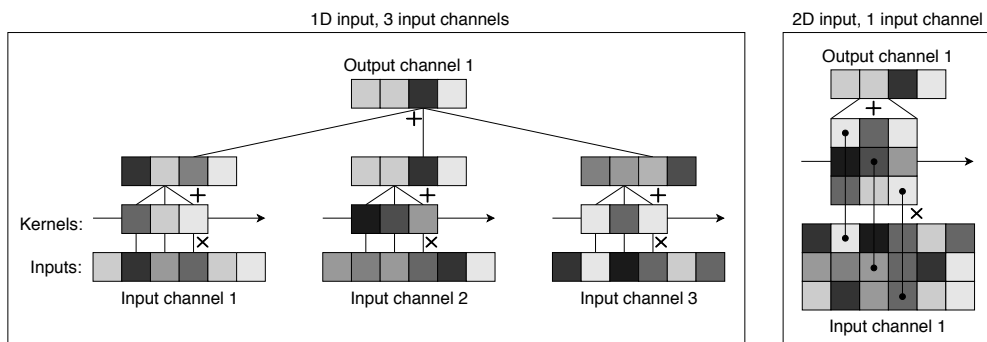 1D input, 3 input channels
Output channel 1
+
+
+
+
Kernels:
×
×
×
Inputs:
Input channel 1
Input channel 2
Input channel 3
2D input, 1 input channel
Output channel 1
+
×
Input channel 1